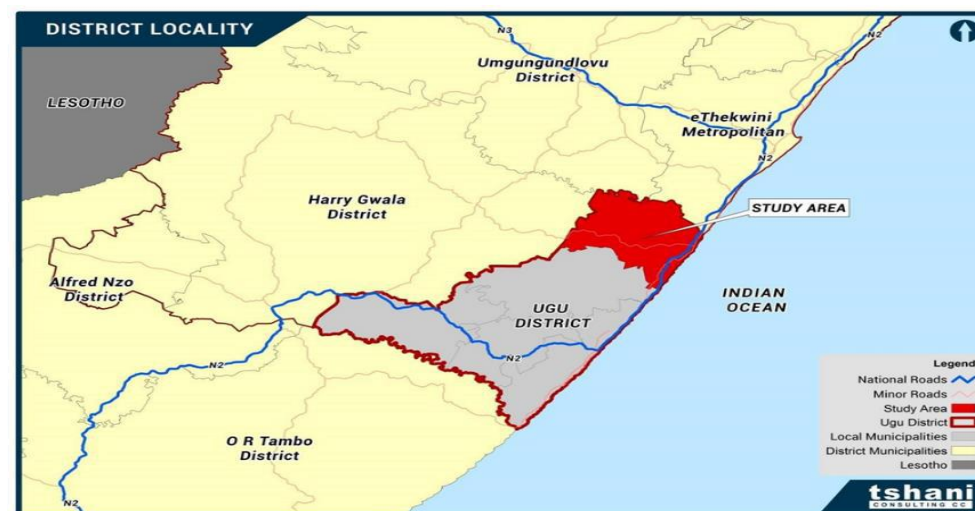 DISTRICT LOCALITY
N3
N2
Umgungundlovu
District
LESOTHO
eThekwini
Metropolitan
N2
Harry Gwala
District
STUDY AREA
Alfred Nzo
District
INDIAN
OCEAN
UGU
DISTRICT
N2
N2
O R Tambo
District
N2
Legend
National Roads
Minor Roads
Study Area
Ugu District
Local Municipalities
District Municipalities
Lesotho
tshani
CONSULTING CC